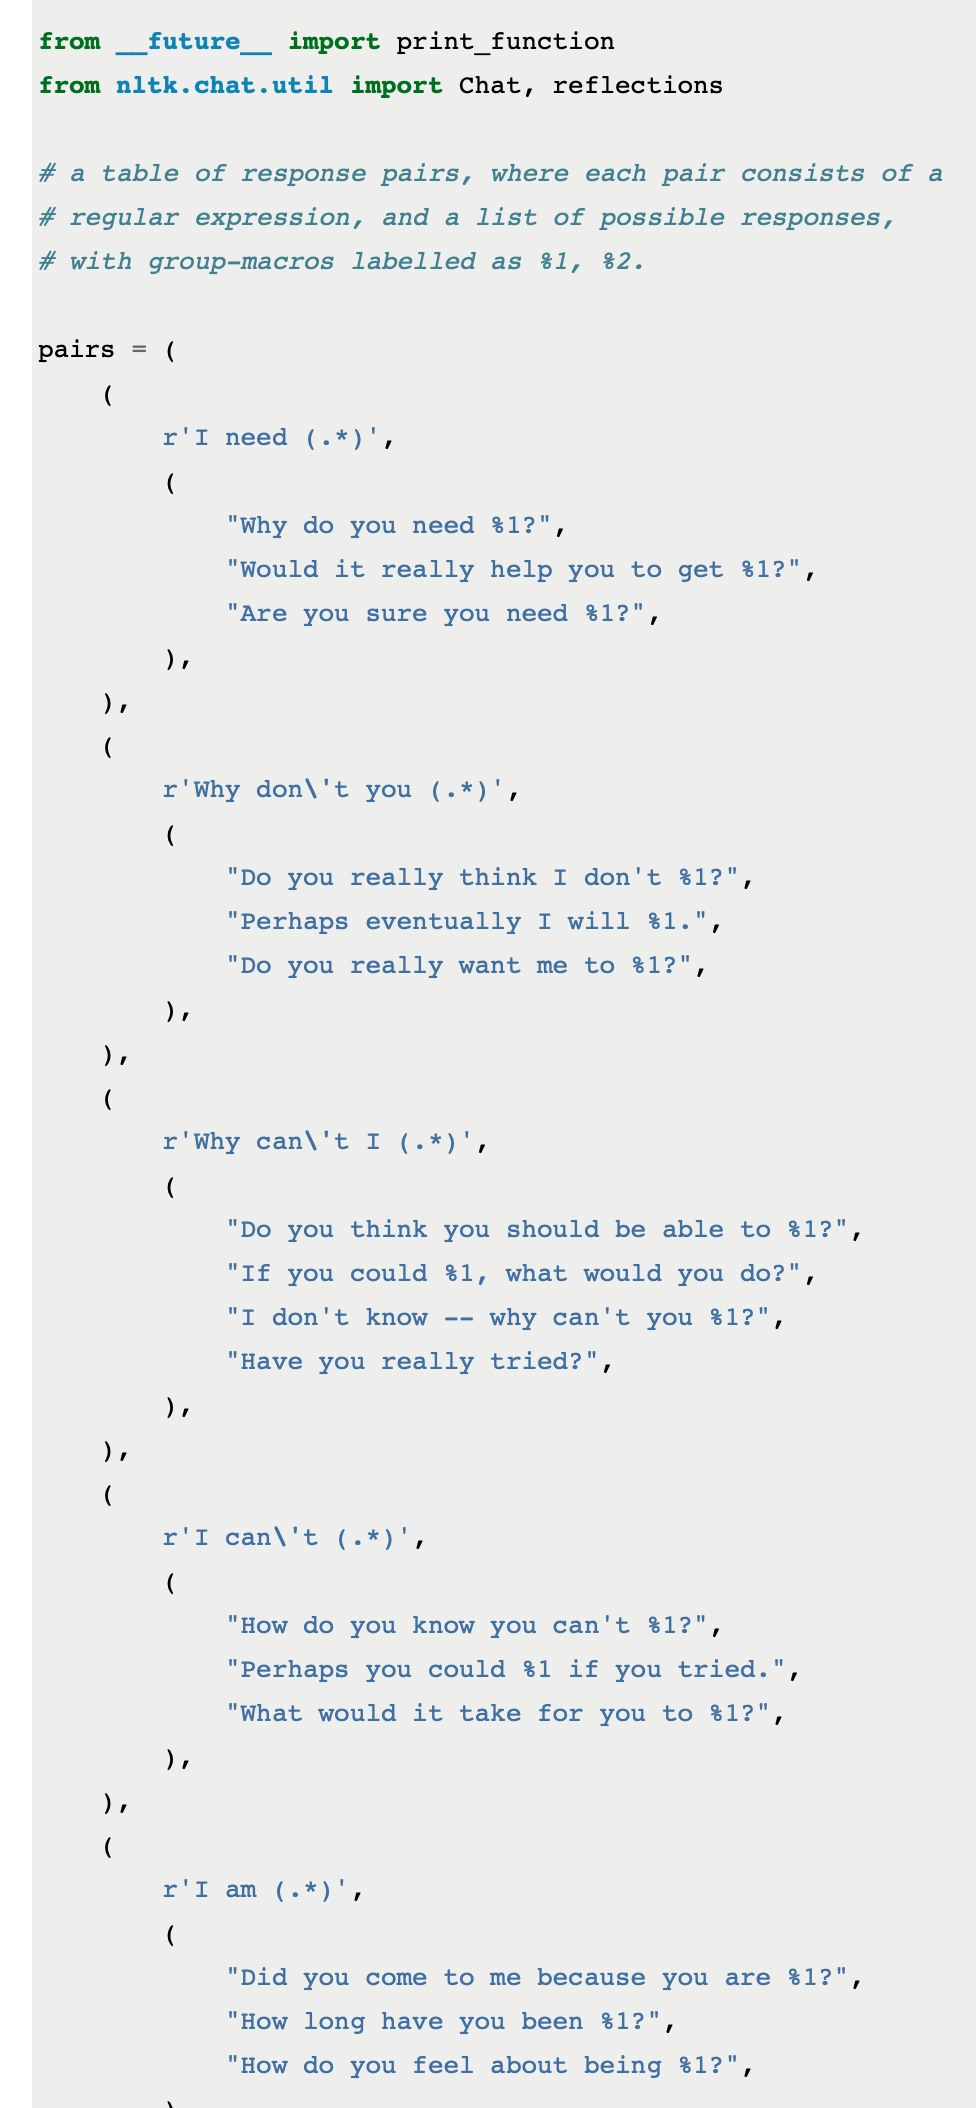 from __future__ import print_function
from nltk.chat.util import Chat, reflections

# a table of response pairs, where each pair consists of a
# regular expression, and a list of possible responses,
# with group-macros labelled as %1, %2.

pairs = (
    (
        r'I need (.*)',
        (
            "Why do you need %1?",
            "Would it really help you to get %1?",
            "Are you sure you need %1?",
        ),
    ),
    (
        r'Why don\'t you (.*)',
        (
            "Do you really think I don't %1?",
            "Perhaps eventually I will %1.",
            "Do you really want me to %1?",
        ),
    ),
    (
        r'Why can\'t I (.*)',
        (
            "Do you think you should be able to %1?",
            "If you could %1, what would you do?",
            "I don't know -- why can't you %1?",
            "Have you really tried?",
        ),
    ),
    (
        r'I can\'t (.*)',
        (
            "How do you know you can't %1?",
            "Perhaps you could %1 if you tried.",
            "What would it take for you to %1?",
        ),
    ),
    (
        r'I am (.*)',
        (
            "Did you come to me because you are %1?",
            "How long have you been %1?",
            "How do you feel about being %1?",